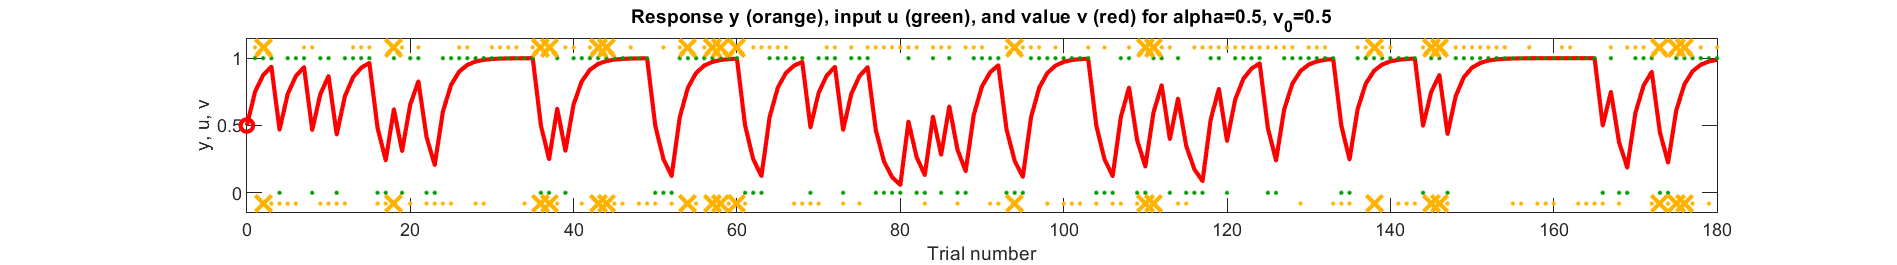 Response y (orange), input u (green), and value v (red) for alpha=0.5, v0=0.5
y, u, v
1
0.5
0
0 20 40 60 80 100 120 140 160 180
Trial number